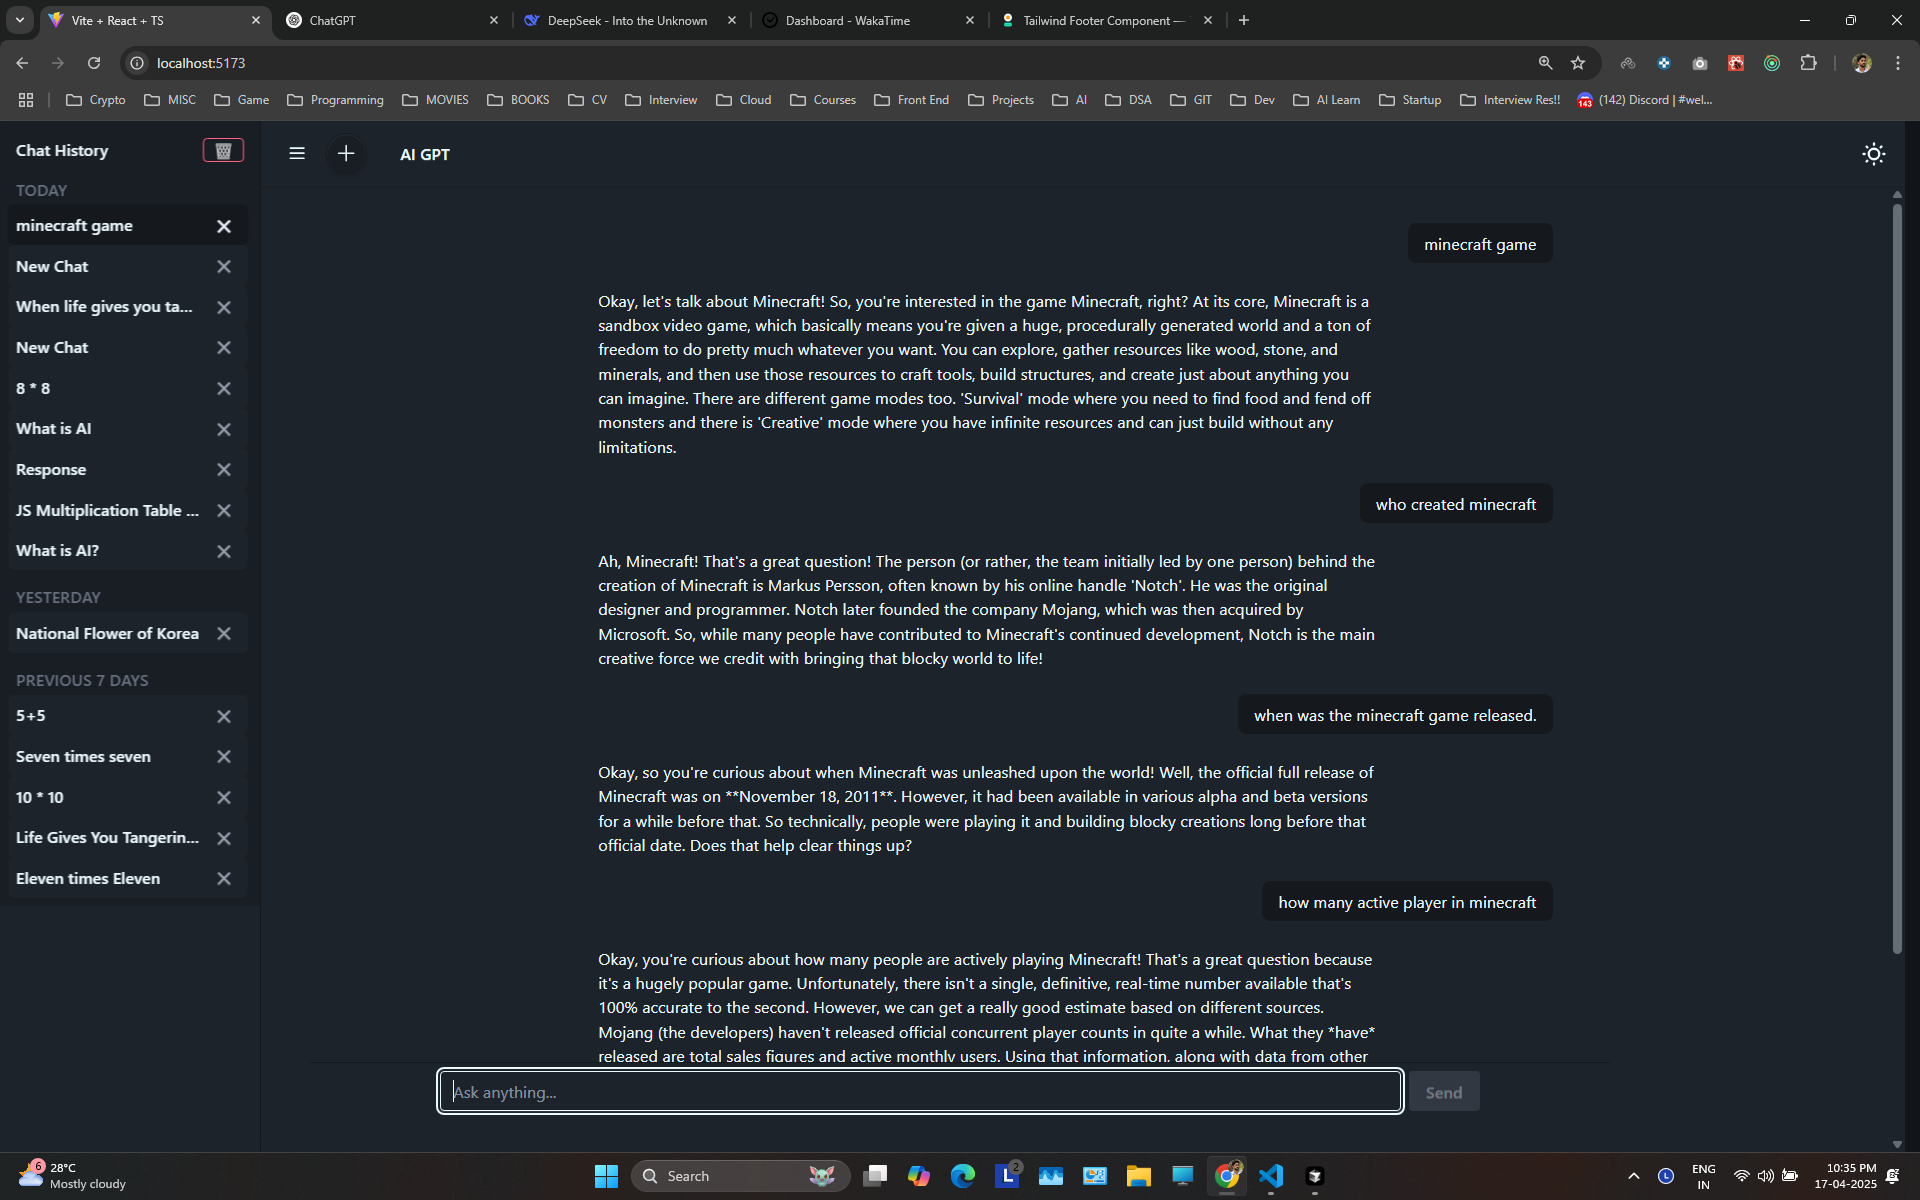 Vite + React + TS
ChatGPT
DeepSeek - Into the Unknown
Dashboard - WakaTime
Tailwind Footer Component —
localhost:5173
Crypto
MISC
Game
Programming
MOVIES
BOOKS
CV
Interview
Cloud
Courses
Front End
Projects
AI
DSA
GIT
Dev
AI Learn
Startup
Interview Res!!
143
(142) Discord | #wel...
Chat History
TODAY
minecraft game
New Chat
When life gives you ta...
New Chat
8 * 8
What is AI
Response
JS Multiplication Table ...
What is AI?
YESTERDAY
National Flower of Korea
PREVIOUS 7 DAYS
5+5
Seven times seven
10 * 10
Life Gives You Tangerin...
Eleven times Eleven
AI GPT
minecraft game
Okay, let's talk about Minecraft! So, you're interested in the game Minecraft, right? At its core, Minecraft is a
sandbox video game, which basically means you're given a huge, procedurally generated world and a ton of
freedom to do pretty much whatever you want. You can explore, gather resources like wood, stone, and
minerals, and then use those resources to craft tools, build structures, and create just about anything you
can imagine. There are different game modes too. 'Survival' mode where you need to find food and fend off
monsters and there is 'Creative' mode where you have infinite resources and can just build without any
limitations.
who created minecraft
Ah, Minecraft! That's a great question! The person (or rather, the team initially led by one person) behind the
creation of Minecraft is Markus Persson, often known by his online handle 'Notch'. He was the original
designer and programmer. Notch later founded the company Mojang, which was then acquired by
Microsoft. So, while many people have contributed to Minecraft's continued development, Notch is the main
creative force we credit with bringing that blocky world to life!
when was the minecraft game released.
Okay, so you're curious about when Minecraft was unleashed upon the world! Well, the official full release of
Minecraft was on **November 18, 2011**. However, it had been available in various alpha and beta versions
for a while before that. So technically, people were playing it and building blocky creations long before that
official date. Does that help clear things up?
how many active player in minecraft
Okay, you're curious about how many people are actively playing Minecraft! That's a great question because
it's a hugely popular game. Unfortunately, there isn't a single, definitive, real-time number available that's
100% accurate to the second. However, we can get a really good estimate based on different sources.
Mojang (the developers) haven't released official concurrent player counts in quite a while. What they *have*
released are total sales figures and active monthly users. Using that information, along with data from other
Ask anything...
Send
6
28°C
Mostly cloudy
Search
L
2
L
ENG
IN
10:35 PM
17-04-2025